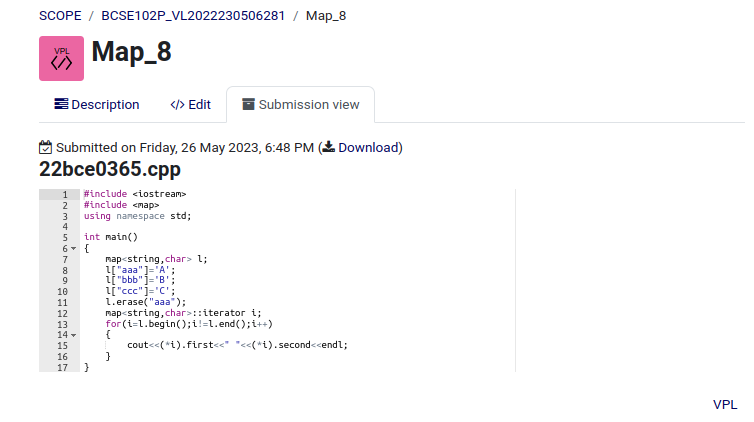 SCOPE / BCSE102P_VL2022230506281 / Map_8
VPL
</>
Map_8
Description </> Edit Submission view
Submitted on Friday, 26 May 2023, 6:48 PM (Download)
22bce0365.cpp
1 #include <iostream>
2 #include <map>
3 using namespace std;
4
5 int main()
6 {
7 map<string,char> l;
8 l["aaa"]='A';
9 l["bbb"]='B';
10 l["ccc"]='C';
11 l.erase("aaa");
12 map<string,char>::iterator i;
13 for(i=l.begin();i!=l.end();i++)
14 {
15 cout<<(*i).first<<" "<<(*i).second<<endl;
16 }
17 }
VPL